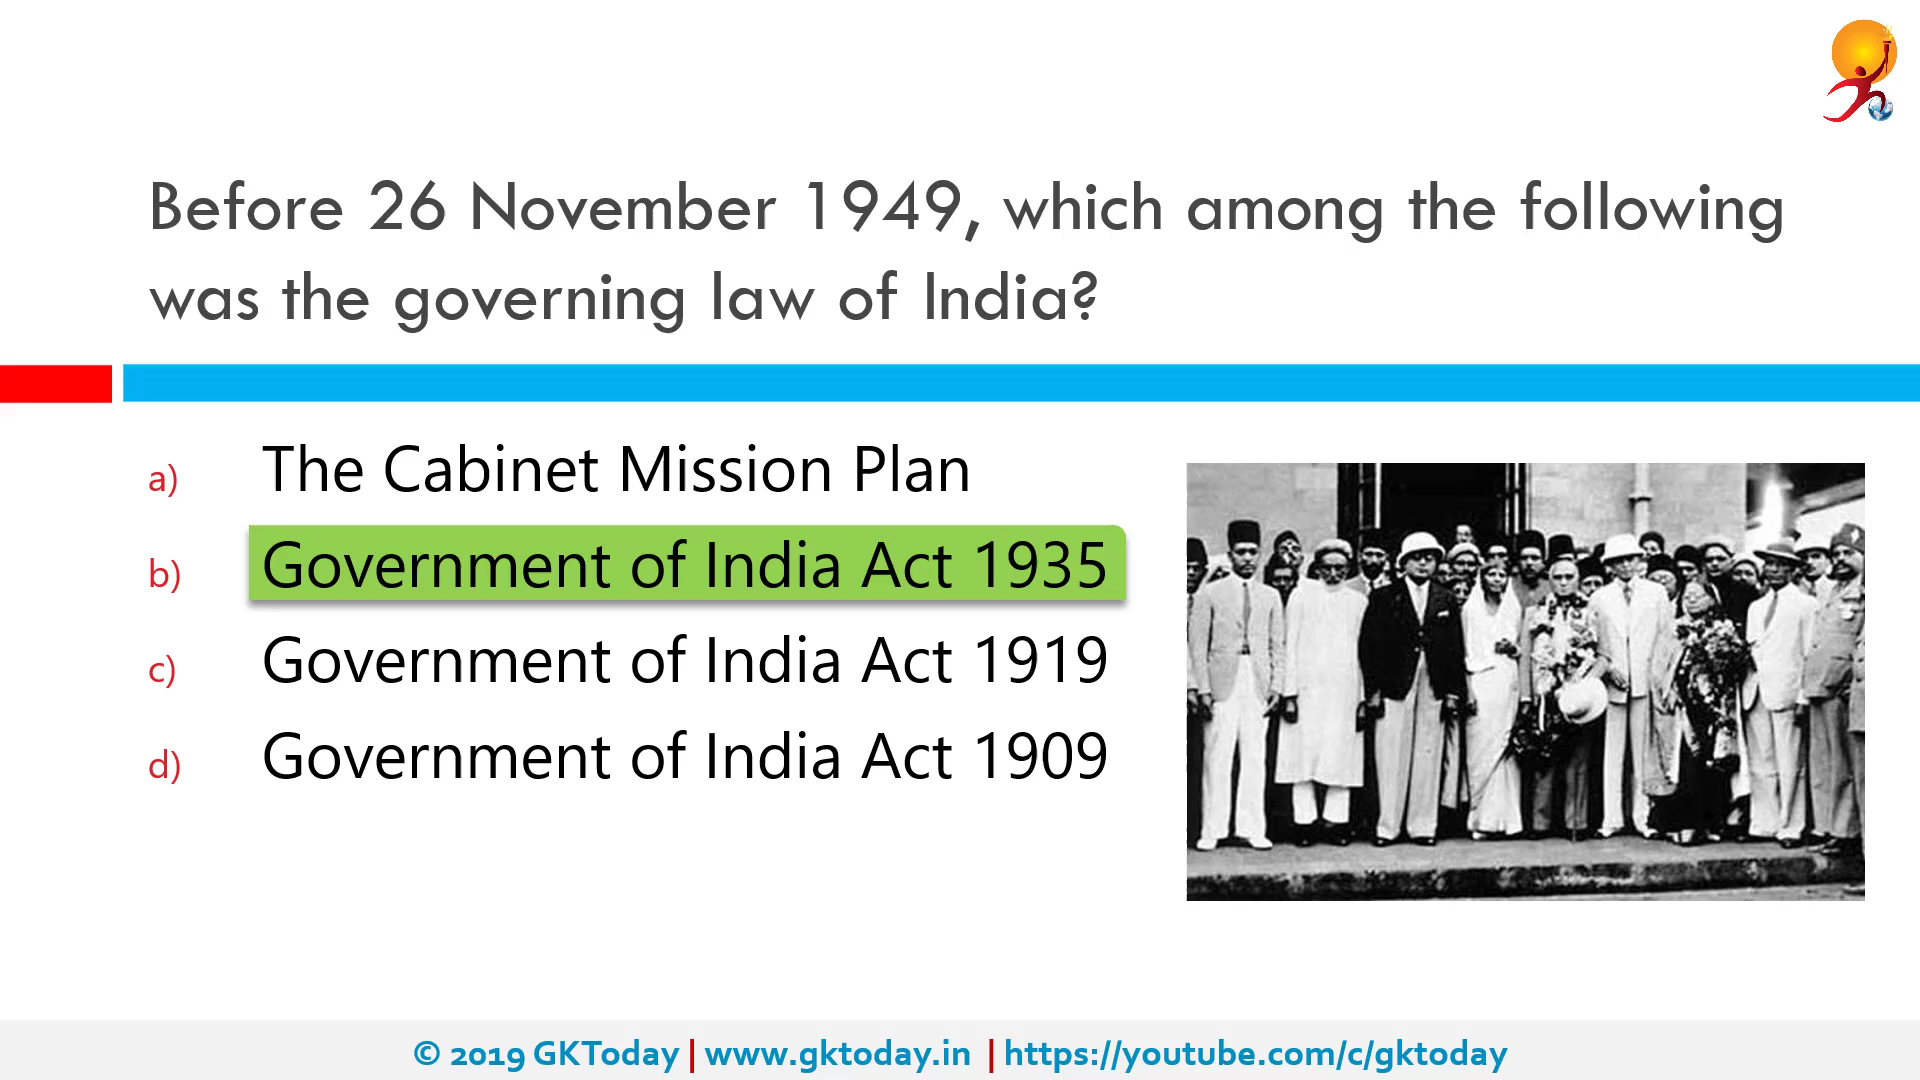 Before 26 November 1949, which among the following
was the governing law of India?
a) The Cabinet Mission Plan
b) Government of India Act 1935
c) Government of India Act 1919
d) Government of India Act 1909
© 2019 GKToday | www.gktoday.in | https://youtube.com/c/gktoday